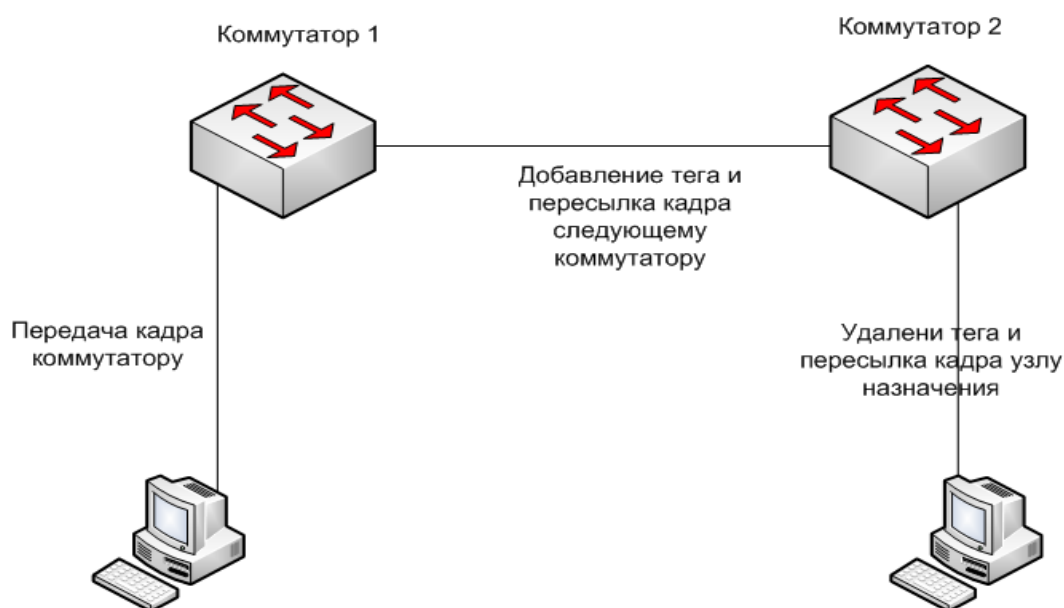 Коммутатор 1
Коммутатор 2
Добавление тега и
пересылка кадра
следующему
коммутатору
Передача кадра
коммутатору
Удалени тега и
пересылка кадра узлу
назначения